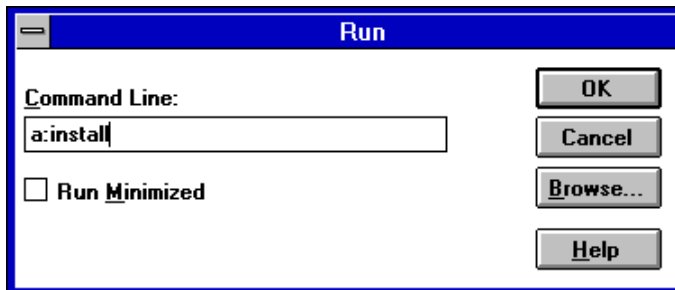 Run
Command Line:
a:install
Run Minimized
OK
Cancel
Browse...
Help